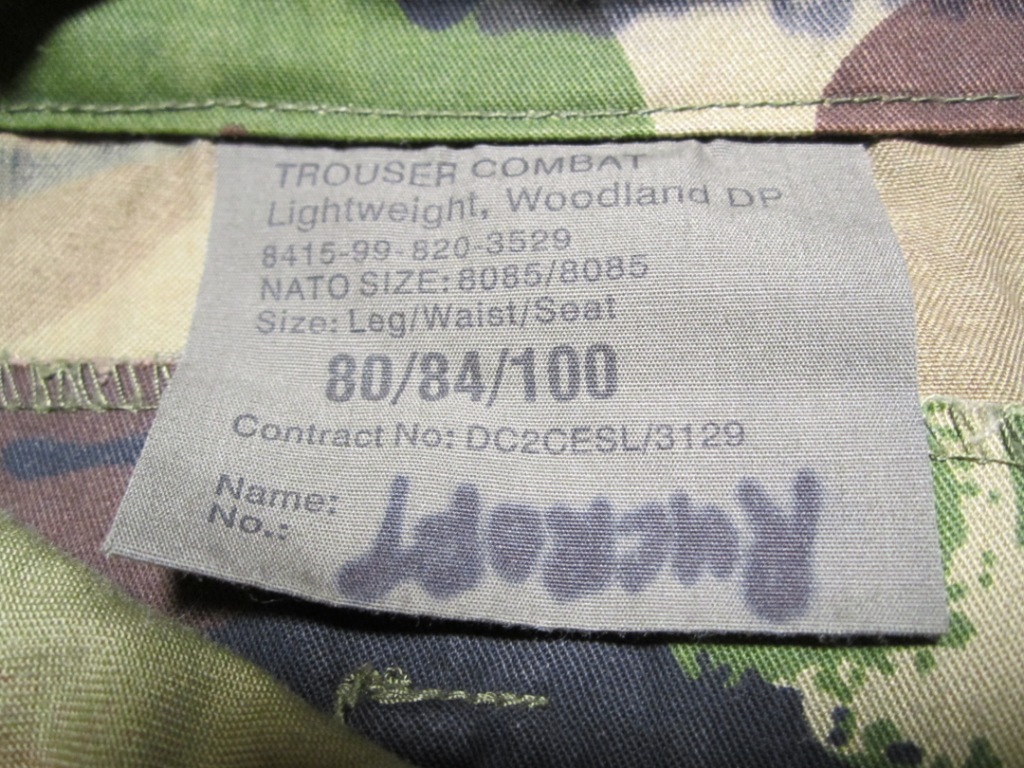 TROUSER COMBAT
Lightweight, Woodland DP
8415-99-820-3529
NATO SIZE: 8085/8085
Size: Leg/Waist/Seat
80/84/100
Contract No: DC2CESL/3129
Name:
No.: